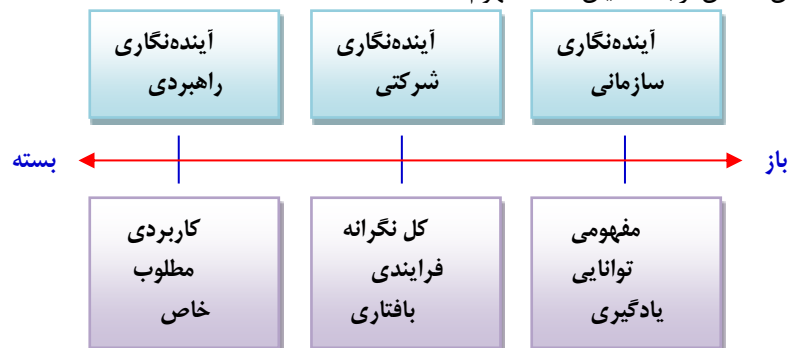 آینده‌نگاری
سازمانی
آینده‌نگاری
شرکتی
آینده‌نگاری
راهبردی
باز
بسته
مفهومی
توانایی
یادگیری
کل نگرانه
فرایندی
بافتاری
کاربردی
مطلوب
خاص